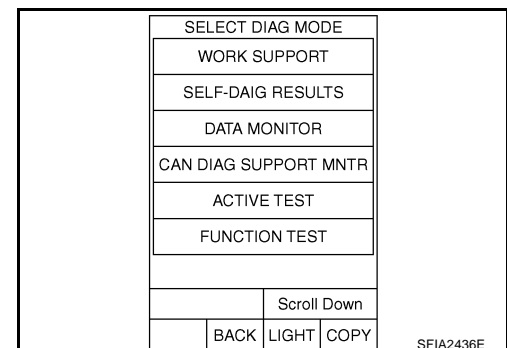 SELECT DIAG MODE
WORK SUPPORT
SELF-DAIG RESULTS
DATA MONITOR
CAN DIAG SUPPORT MNTR
ACTIVE TEST
FUNCTION TEST
Scroll Down
BACK LIGHT COPY
SFIA2436E